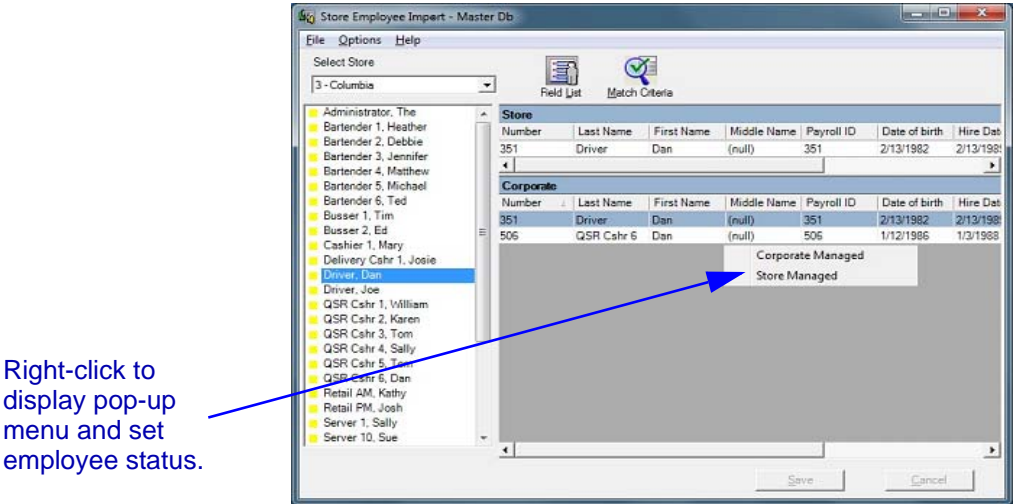 Store Employee Import - Master Db
File Options Help
Select Store
3 - Columbia
Field List Match Criteria
Administrator, The
Bartender 1, Heather
Bartender 2, Debbie
Bartender 3, Jennifer
Bartender 4, Matthew
Bartender 5, Michael
Bartender 6, Ted
Busser 1, Tim
Busser 2, Ed
Cashier 1, Mary
Delivery Cshr 1, Josie
Driver, Dan
Driver, Joe
QSR Cshr 1, William
QSR Cshr 2, Karen
QSR Cshr 3, Tom
QSR Cshr 4, Sally
QSR Cshr 5, Tom
QSR Cshr 6, Dan
Retail AM, Kathy
Retail PM, Josh
Server 1, Sally
Server 10, Sue
Store
Number Last Name First Name Middle Name Payroll ID Date of birth Hire Dat
351 Driver Dan (null) 351 2/13/1982 2/13/198
Corporate
Number Last Name First Name Middle Name Payroll ID Date of birth Hire Dat
351 Driver Dan (null) 351 2/13/1982 2/13/198
506 QSR Cshr 6 Dan (null) 506 1/12/1986 1/3/1988
Corporate Managed
Store Managed
Save Cancel
Right-click to
display pop-up
menu and set
employee status.